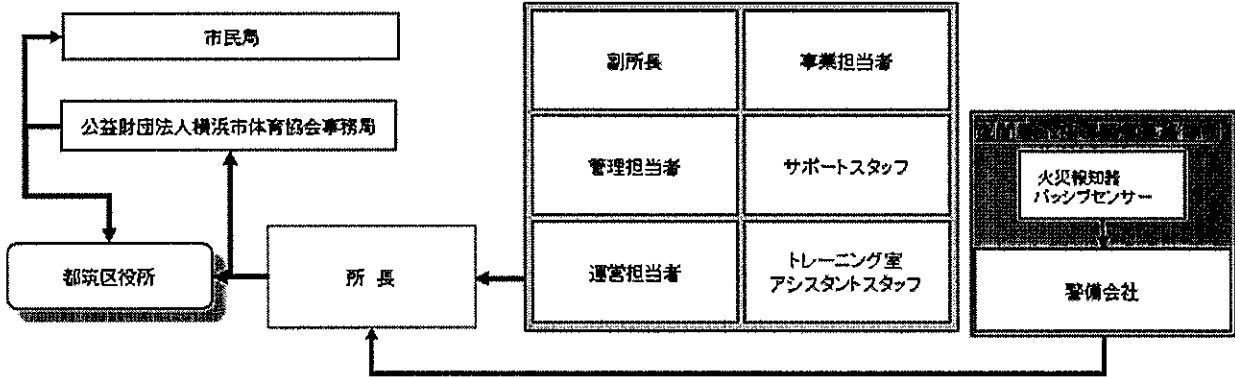 市民局
公益財団法人横浜市体育協会事務局
都筑区役所
所 長
副所長
事業担当者
管理担当者
サポートスタッフ
運営担当者
トレーニング室
アシスタントスタッフ
火災報知器
パッシブセンサー
警備会社